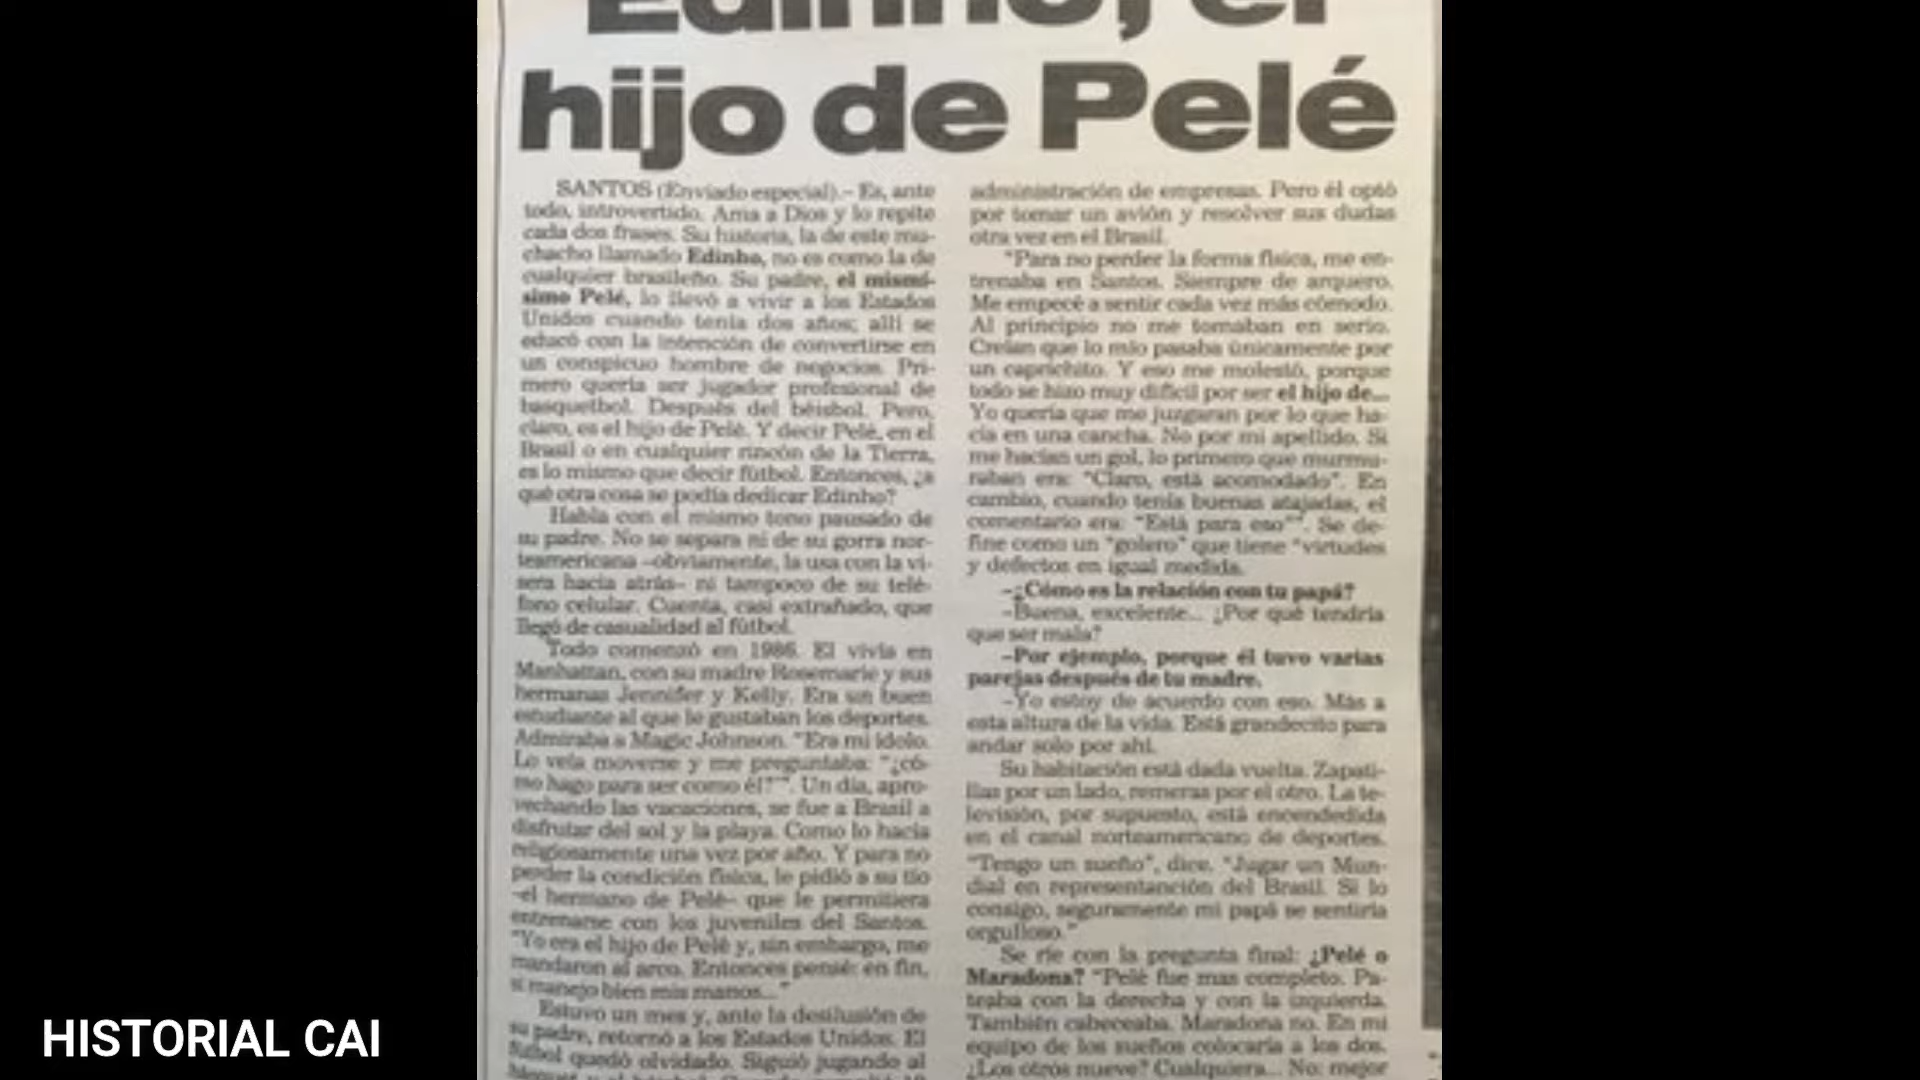 Edinho, el
hijo de Pelé
SANTOS (Enviado especial).– Es, ante
todo, introvertido. Ama a Dios y lo repite
cada dos frases. Su historia, la de este mu-
chacho llamado Edinho, no es como la de
cualquier brasileño. Su padre, el mismí-
simo Pelé, lo llevó a vivir a los Estados
Unidos cuando tenía dos años; allí se
educó con la intención de convertirse en
un conspicuo hombre de negocios. Pri-
mero quería ser jugador profesional de
basquetbol. Después del béisbol. Pero,
claro, es el hijo de Pelé. Y decir Pelé, en el
Brasil o en cualquier rincón de la Tierra,
es lo mismo que decir fútbol. Entonces, ¿a
qué otra cosa se podía dedicar Edinho?
Habla con el mismo tono pausado de
su padre. No se separa ni de su gorra nor-
teamericana –obviamente, la usa con la vi-
sera hacia atrás– ni tampoco de su telé-
fono celular. Cuenta, casi extrañado, que
llegó de casualidad al fútbol.
Todo comenzó en 1986. El vivía en
Manhattan, con su madre Rosemarie y sus
hermanas Jennifer y Kelly. Era un buen
estudiante al que le gustaban los deportes.
Admiraba a Magic Johnson. "Era mi ídolo.
Lo veía moverse y me preguntaba: "¿có-
mo hago para ser como él?"". Un día, apro-
vechando las vacaciones, se fue a Brasil a
disfrutar del sol y la playa. Como lo hacía
religiosamente una vez por año. Y para no
perder la condición física, le pidió a su tío
–el hermano de Pelé– que le permitiera
entrenarse con los juveniles del Santos.
"Yo era el hijo de Pelé y, sin embargo, me
mandaron al arco. Entonces pensé: en fin,
si manejo bien mis manos..."
Estuvo un mes y, ante la desilusión de
su padre, retornó a los Estados Unidos. El
fútbol quedó olvidado. Siguió jugando al
administración de empresas. Pero él optó
por tomar un avión y resolver sus dudas
otra vez en el Brasil.
"Para no perder la forma física, me en-
trenaba en Santos. Siempre de arquero.
Me empecé a sentir cada vez más cómodo.
Al principio no me tomaban en serio.
Creían que lo mío pasaba únicamente por
un caprichito. Y eso me molestó, porque
todo se hizo muy difícil por ser el hijo de...
Yo quería que me juzgaran por lo que ha-
cía en una cancha. No por mi apellido. Si
me hacían un gol, lo primero que murmu-
raban era: "Claro, está acomodado". En
cambio, cuando tenía buenas atajadas, el
comentario era: "Está para eso"". Se de-
fine como un "golero" que tiene "virtudes
y defectos en igual medida.
–¿Cómo es la relación con tu papá?
–Buena, excelente... ¿Por qué tendría
que ser mala?
–Por ejemplo, porque él tuvo varias
parejas después de tu madre.
–Yo estoy de acuerdo con eso. Más a
esta altura de la vida. Está grandecito para
andar solo por ahí.
Su habitación está dada vuelta. Zapati-
llas por un lado, remeras por el otro. La te-
levisión, por supuesto, está encendedida
en el canal norteamericano de deportes.
"Tengo un sueño", dice. "Jugar un Mun-
dial en representanción del Brasil. Si lo
consigo, seguramente mi papá se sentiría
orgulloso."
Se ríe con la pregunta final: ¿Pelé o
Maradona? "Pelé fue mas completo. Pa-
teaba con la derecha y con la izquierda.
También cabeceaba. Maradona no. En mi
equipo de los sueños colocaría a los dos.
¿Los otros nueve? Cualquiera... No: mejor
HISTORIAL CAI